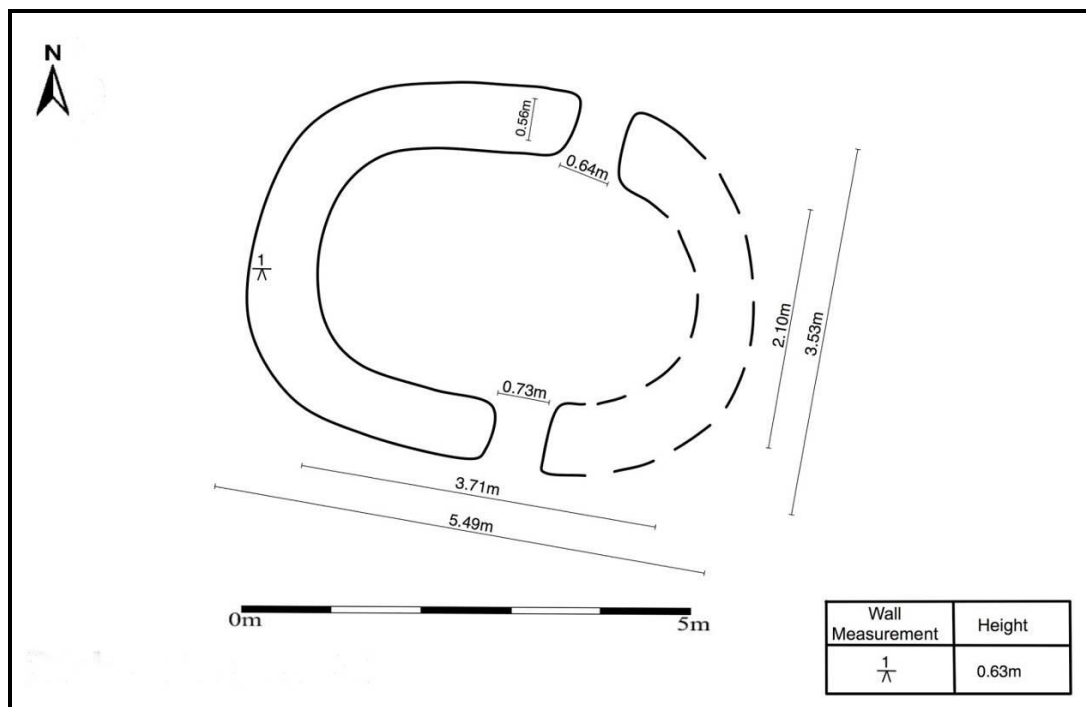 N
0.56m
0.64m
1
2.10m
3.53m
0.73m
3.71m
5.49m
0m
5m
Wall
Measurement
Height
1
0.63m